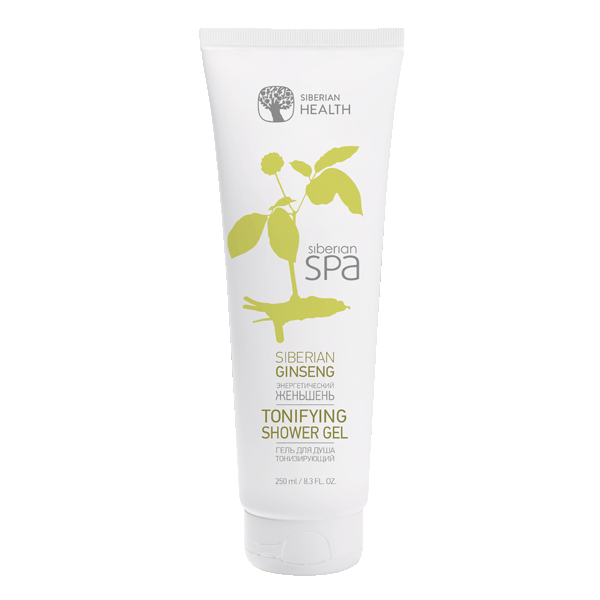 SIBERIAN
HEALTH
siberian
spa
SIBERIAN
GINSENG
ЭНЕРГЕТИЧЕСКИЙ
ЖЕНЬШЕНЬ
TONIFYING
SHOWER GEL
ГЕЛЬ ДЛЯ ДУША
ТОНИЗИРУЮЩИЙ
250 ml / 8.3 FL. OZ.